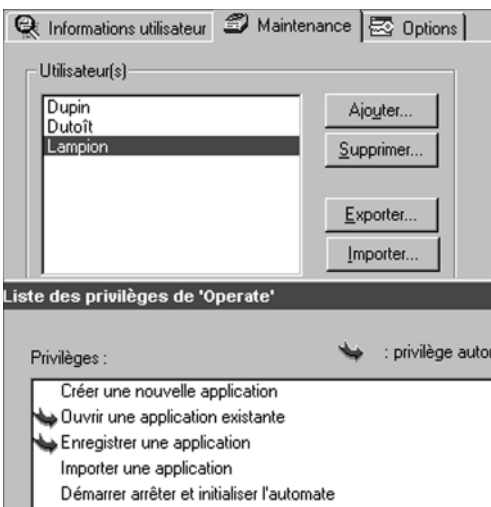 Informations utilisateur Maintenance Options
Utilisateur(s)
Dupin
Dutoît
Lampion
Ajouter...
Supprimer...
Exporter...
Importer...
Liste des privilèges de 'Operate'
Privilèges : : privilège autor
Créer une nouvelle application
Ouvrir une application existante
Enregistrer une application
Importer une application
Démarrer arrêter et initialiser l'automate